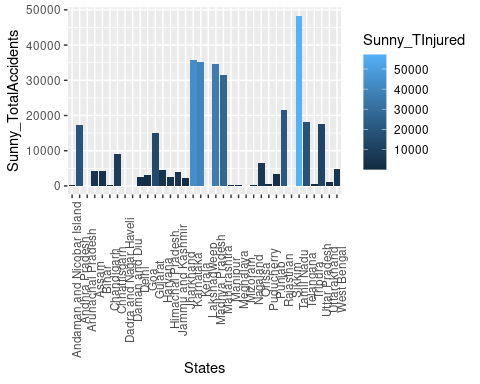 50000
40000
30000
20000
10000
0
Sunny_TotalAccidents
Andaman and Nicobar Island
Andhra Pradesh
Arunachal Pradesh
Assam
Bihar
Chandigarh
Chhattisgarh
Dadra and Nagar Haveli
Daman and Diu
Delhi
Goa
Gujarat
Haryana
Himachal Pradesh
Jammu and Kashmir
Jharkhand
Karnataka
Kerala
Lakshadweep
Madhya Pradesh
Maharashtra
Manipur
Meghalaya
Mizoram
Nagaland
Orissa
Puducherry
Punjab
Rajasthan
Sikkim
Tamil Nadu
Telangana
Tripura
Uttar Pradesh
Uttarakhand
West Bengal
States
Sunny_TInjured
50000
40000
30000
20000
10000